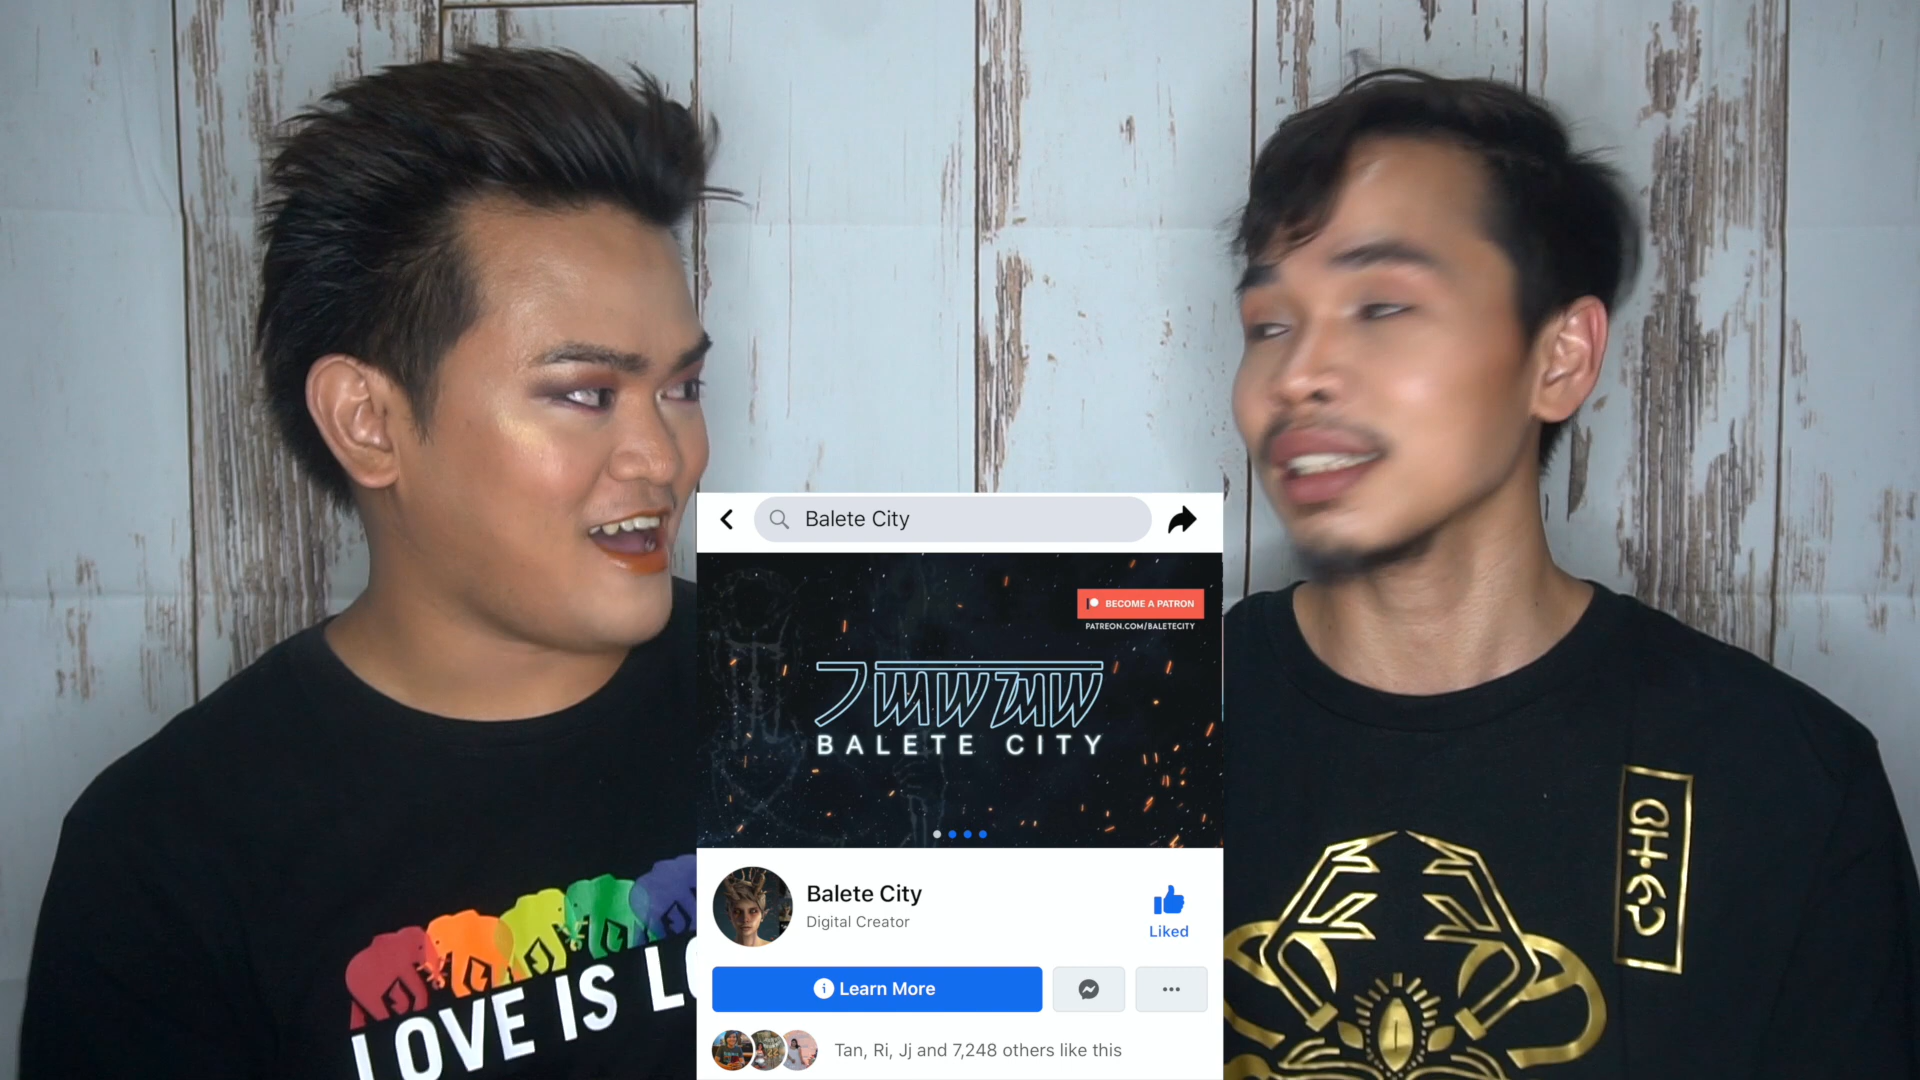 Balete City
BECOME A PATRON
PATREON.COM/BALETECITY
BALETE CITY
Balete City
Digital Creator
Liked
Learn More
Tan, Ri, Jj and 7,248 others like this
LOVE IS LO